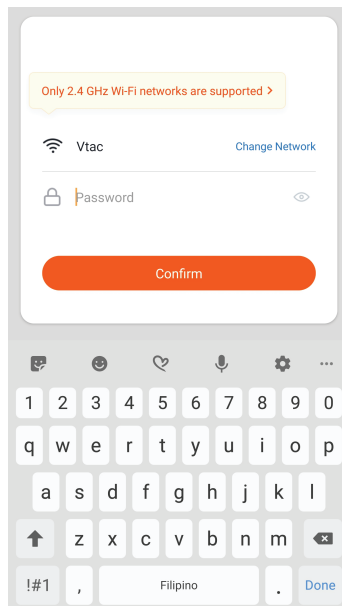 Only 2.4 GHz Wi-Fi networks are supported >
Vtac Change Network
Password
Confirm
1 2 3 4 5 6 7 8 9 0
q w e r t y u i o p
a s d f g h j k l
z x c v b n m
!#1 , Filipino . Done